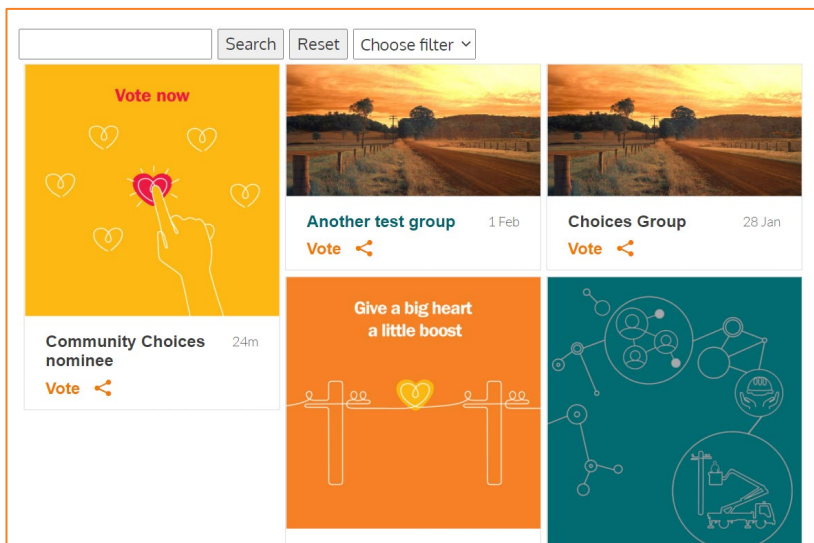 Search Reset Choose filter
Vote now
Community Choices nominee 24m
Vote
Another test group 1 Feb
Vote
Give a big heart
a little boost
Choices Group 28 Jan
Vote